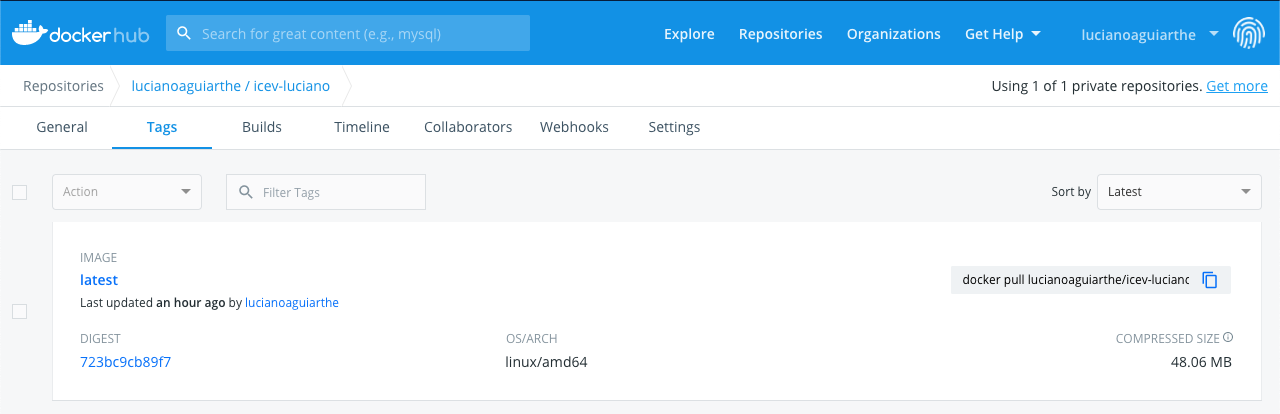 dockerhub Search for great content (e.g., mysql) Explore Repositories Organizations Get Help lucianoaguiarthe
Repositories lucianoaguiarthe / icev-luciano Using 1 of 1 private repositories. Get more
General Tags Builds Timeline Collaborators Webhooks Settings
Action Filter Tags Sort by Latest
IMAGE
latest
docker pull lucianoaguiarthe/icev-luciano
Last updated an hour ago by lucianoaguiarthe
DIGEST OS/ARCH COMPRESSED SIZE
723bc9cb89f7 linux/amd64 48.06 MB